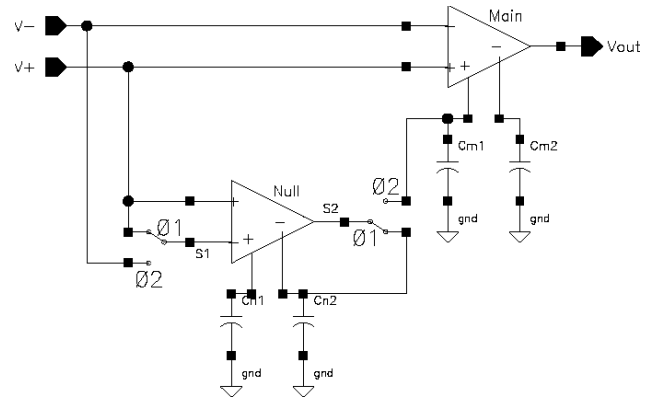 Main
V-
V+
Vout
Cm1
Cm2
Ø2
Null
S2
gnd
gnd
Ø1
Ø1
S1
Ø2
Cn1
Cn2
gnd
gnd